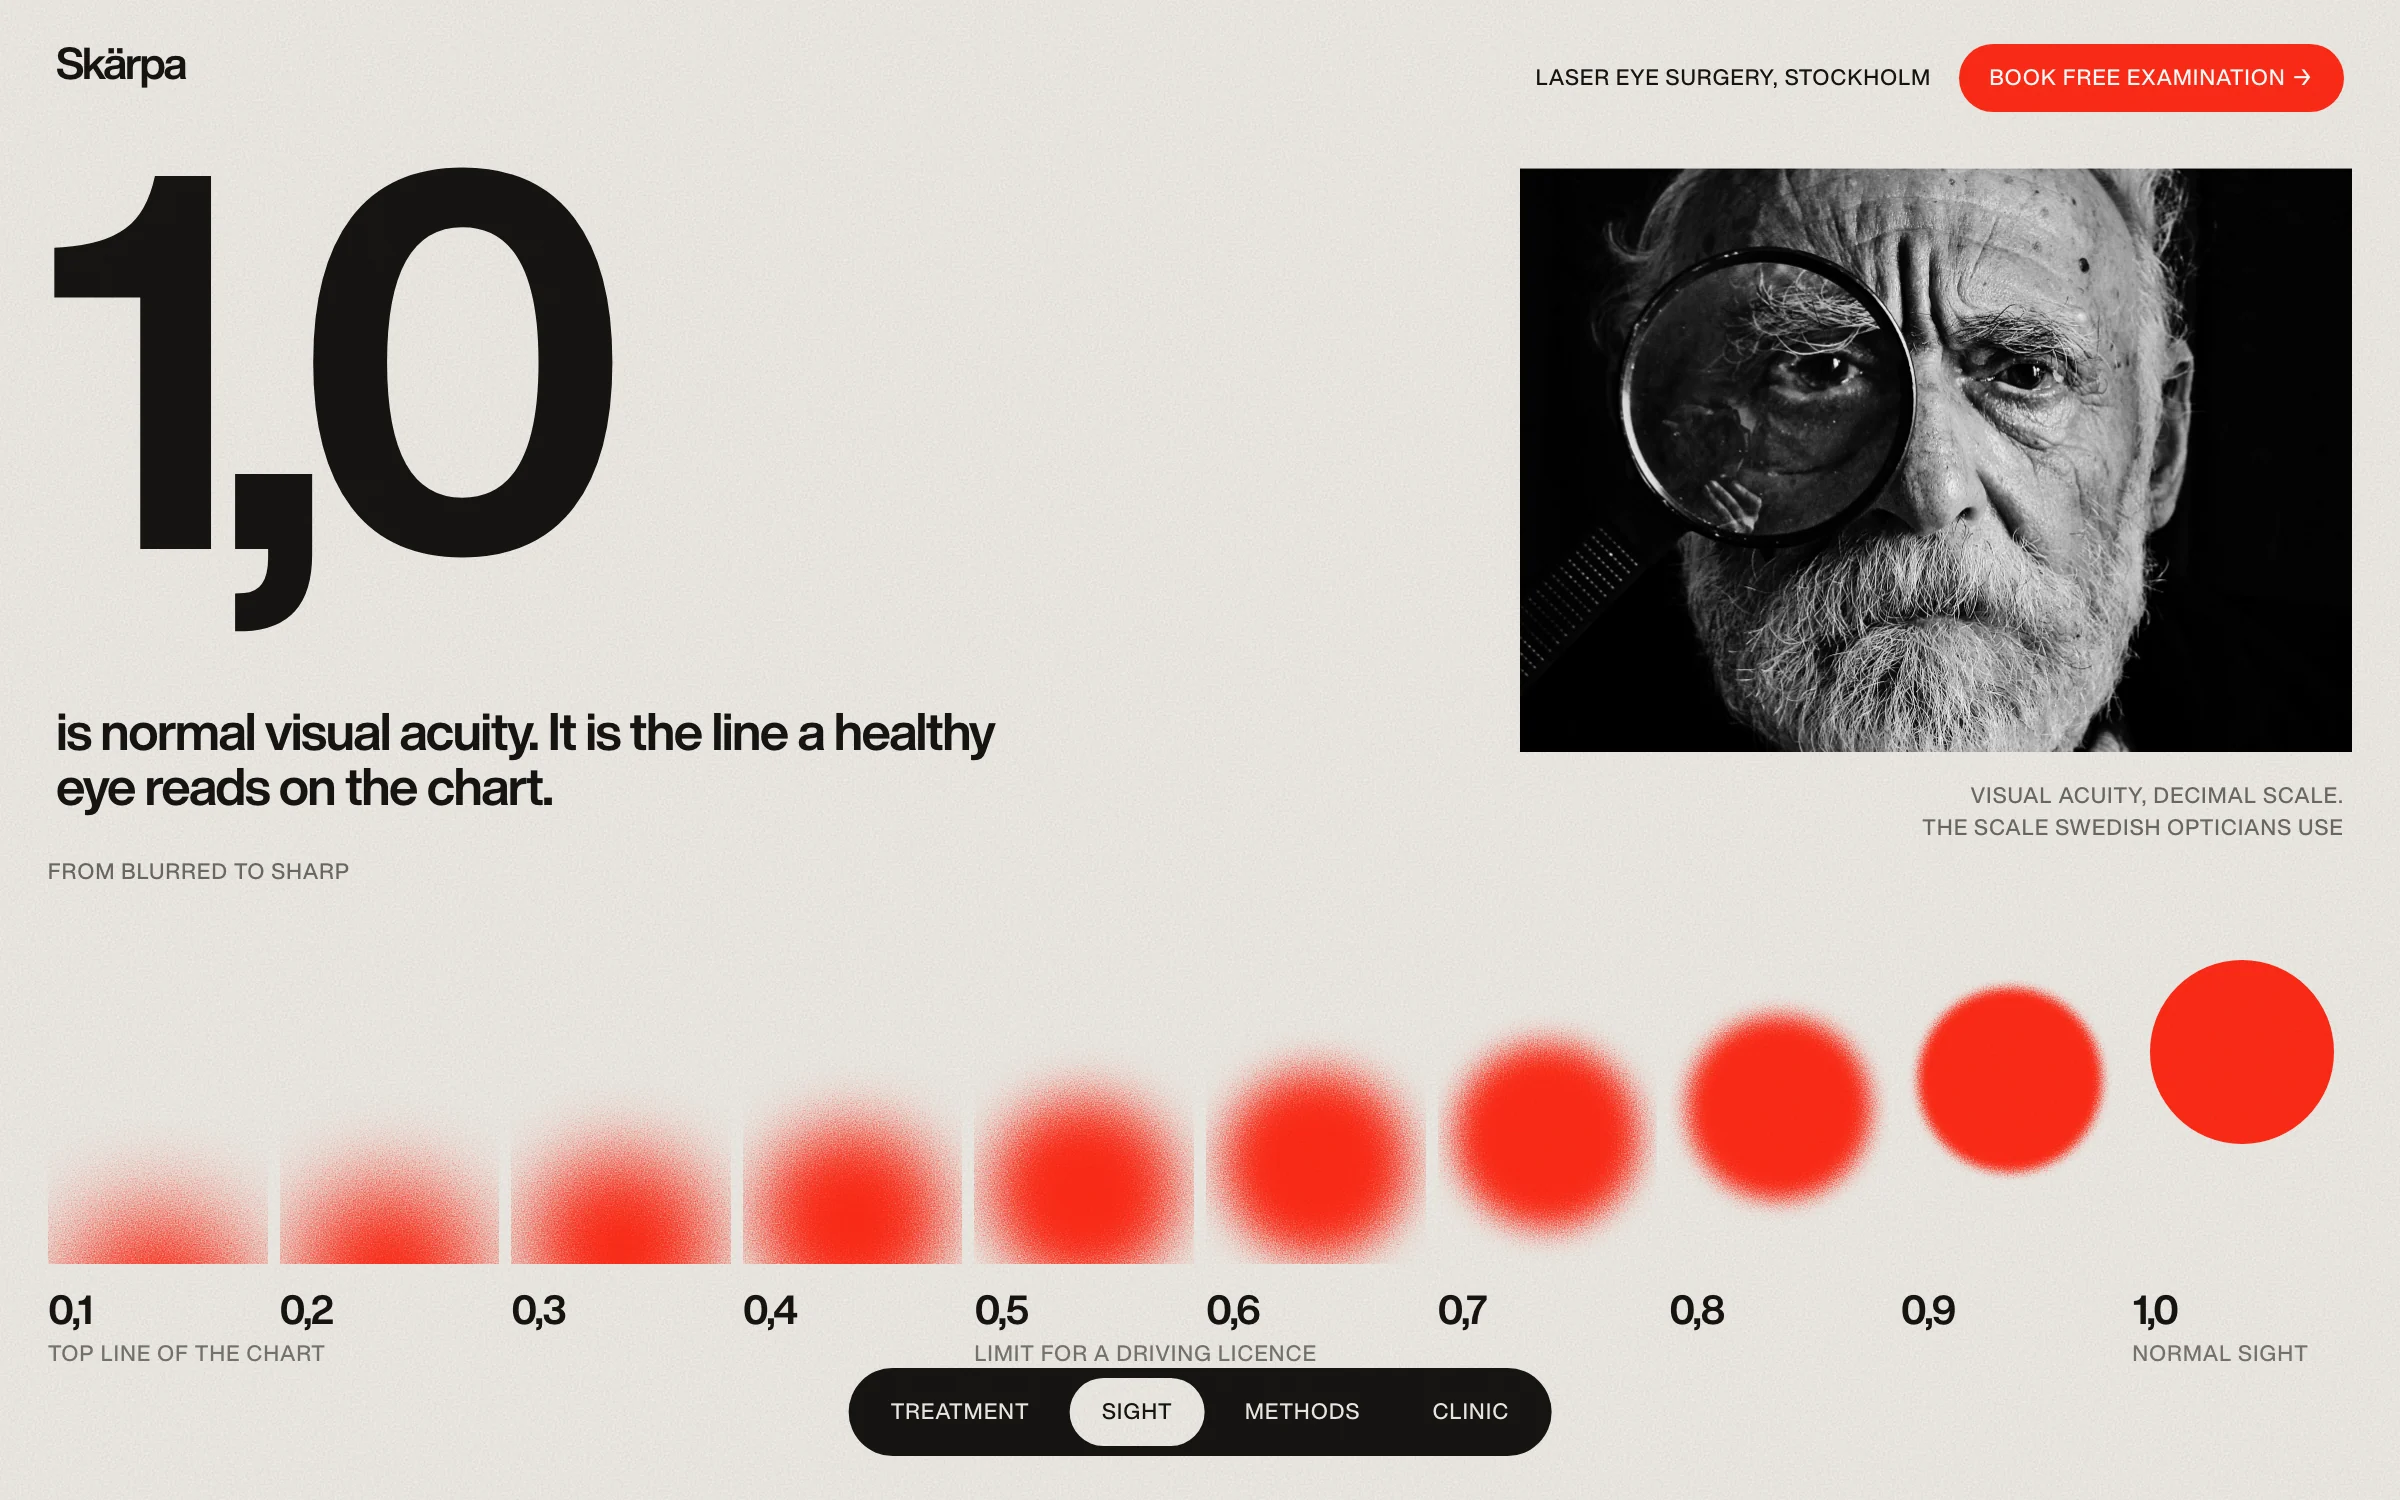 Skärpa
LASER EYE SURGERY, STOCKHOLM
BOOK FREE EXAMINATION →
1,0
is normal visual acuity. It is the line a healthy
eye reads on the chart.
VISUAL ACUITY, DECIMAL SCALE.
THE SCALE SWEDISH OPTICIANS USE
FROM BLURRED TO SHARP
0,1
0,2
0,3
0,4
0,5
0,6
0,7
0,8
0,9
1,0
TOP LINE OF THE CHART
LIMIT FOR A DRIVING LICENCE
NORMAL SIGHT
TREATMENT
SIGHT
METHODS
CLINIC